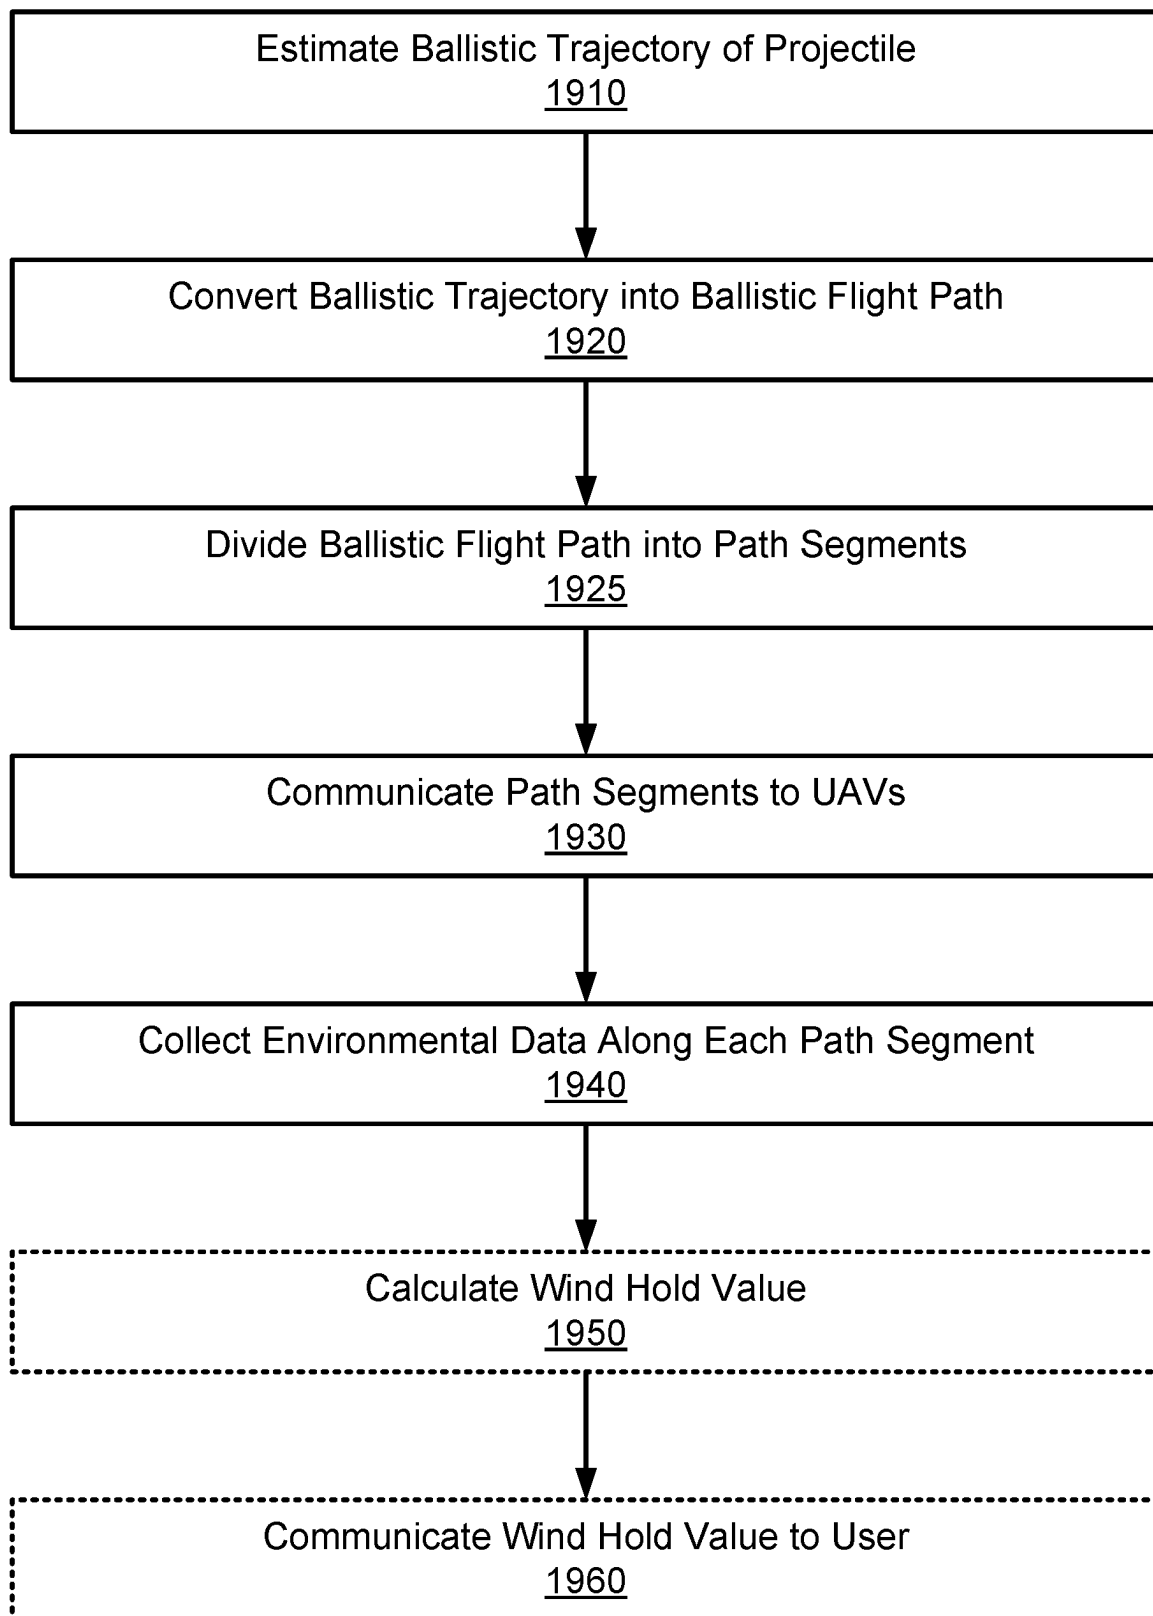 Estimate Ballistic Trajectory of Projectile
1910
Convert Ballistic Trajectory into Ballistic Flight Path
1920
Divide Ballistic Flight Path into Path Segments
1925
Communicate Path Segments to UAVs
1930
Collect Environmental Data Along Each Path Segment
1940
Calculate Wind Hold Value
1950
Communicate Wind Hold Value to User
1960